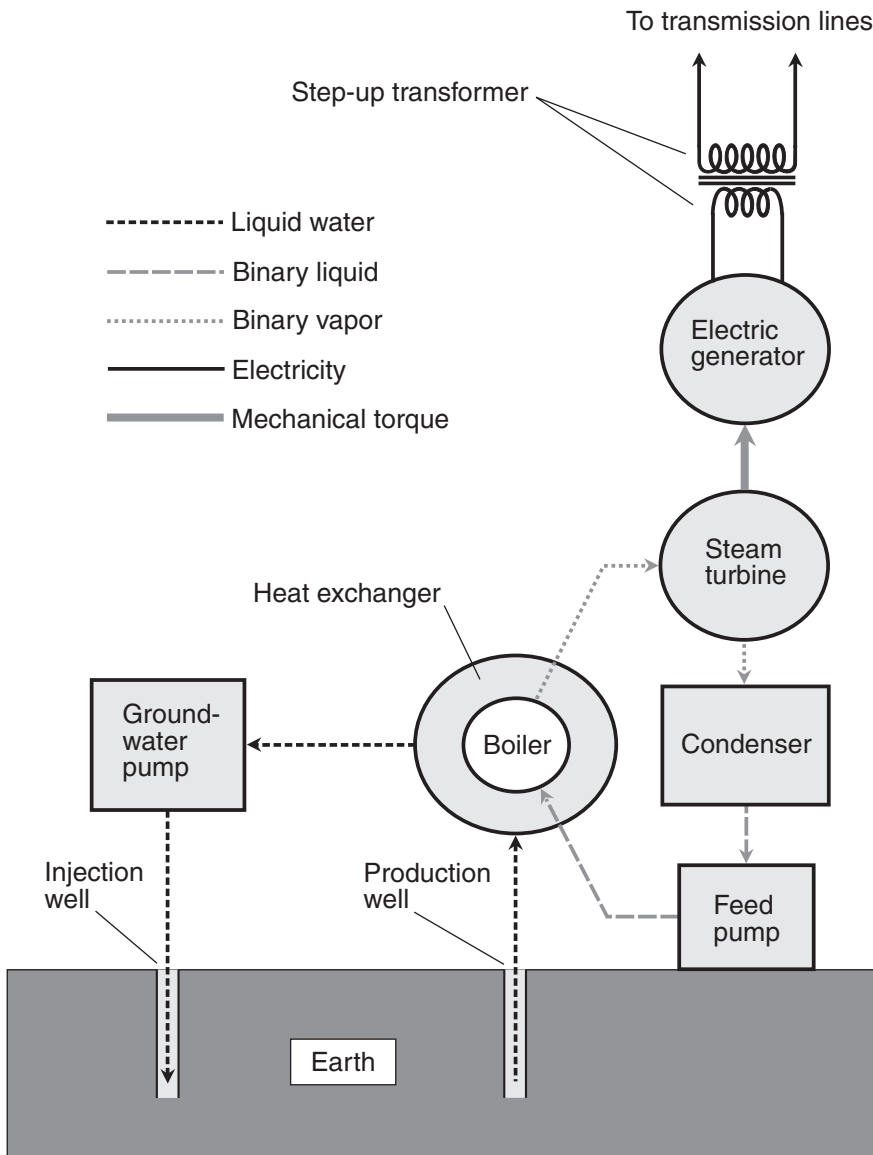 To transmission lines
Step-up transformer
Liquid water
Binary liquid
Binary vapor
Electricity
Mechanical torque
Electric
generator
Steam
turbine
Heat exchanger
Ground-
water
pump
Boiler
Condenser
Injection
well
Production
well
Feed
pump
Earth